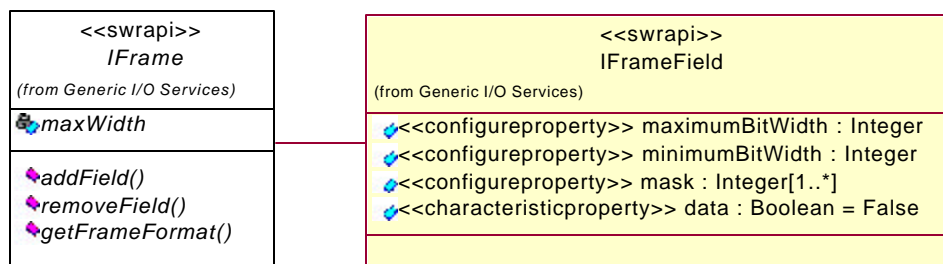 <<swrapi>>
IFrame
(from Generic I/O Services)
maxWidth
addField()
removeField()
getFrameFormat()
<<swrapi>>
IFrameField
(from Generic I/O Services)
<<configureproperty>> maximumBitWidth : Integer
<<configureproperty>> minimumBitWidth : Integer
<<configureproperty>> mask : Integer[1..*]
<<characteristicproperty>> data : Boolean = False